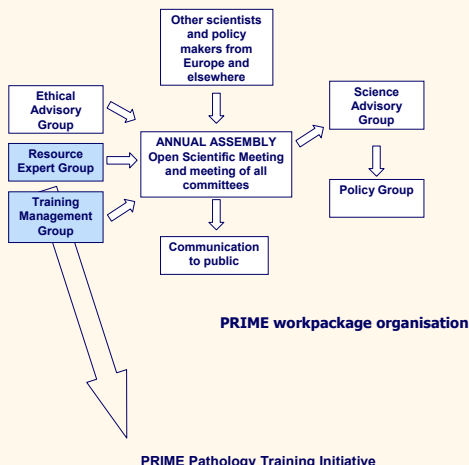 Other scientists
and policy
makers from
Europe and
elsewhere
Ethical
Advisory
Group
Science
Advisory
Group
Resource
Expert Group
ANNUAL ASSEMBLY
Open Scientific Meeting
and meeting of all
committees
Training
Management
Group
Policy Group
Communication
to public
PRIME workpackage organisation
PRIME Pathology Training Initiative